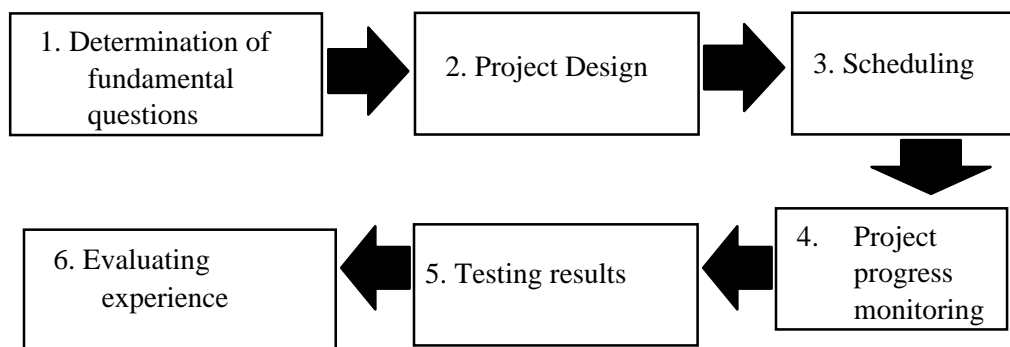 1. Determination of
fundamental
questions
2. Project Design
3. Scheduling
4. Project
progress
monitoring
5. Testing results
6. Evaluating
experience